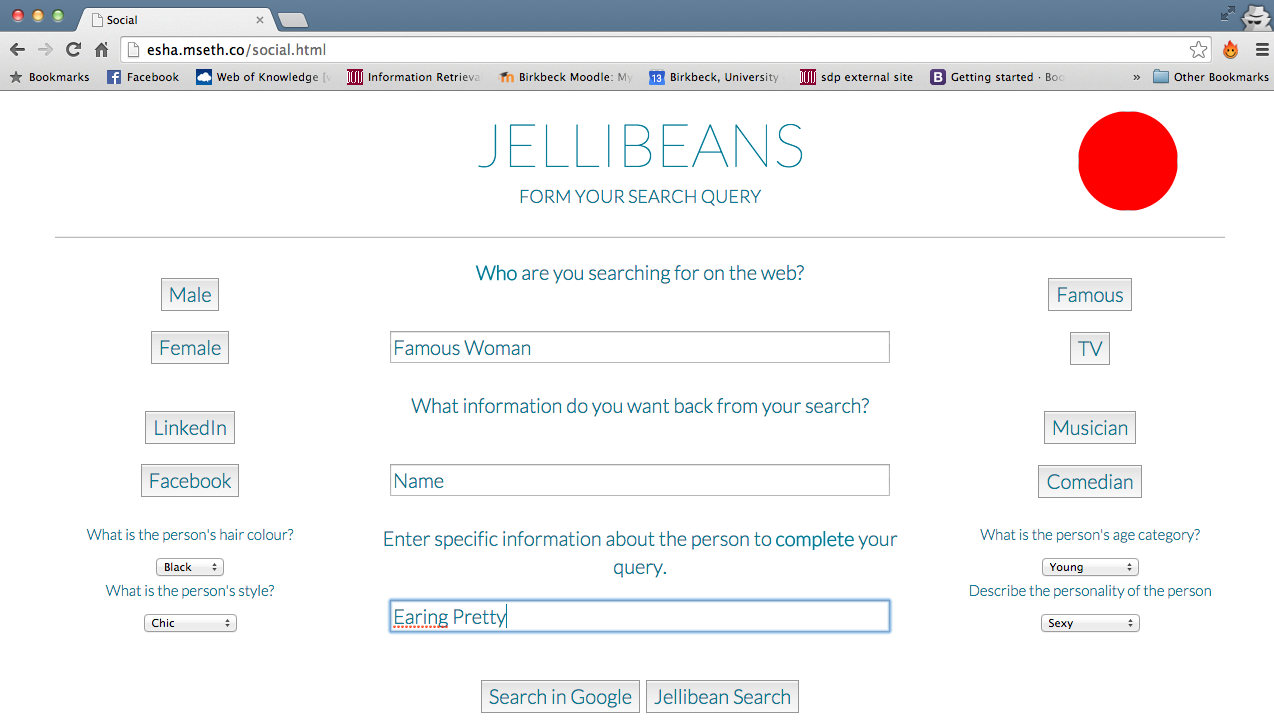 Social
esha.mseth.co/social.html
Bookmarks Facebook Web of Knowledge [ Information Retrieva Birkbeck Moodle: My 13 Birkbeck, University sdp external site B Getting started · Boo » Other Bookmarks
JELLIBEANS
FORM YOUR SEARCH QUERY
Who are you searching for on the web?
Male
Famous
Female
Famous Woman
TV
What information do you want back from your search?
LinkedIn
Musician
Facebook
Name
Comedian
What is the person's hair colour?
Enter specific information about the person to complete your
query.
What is the person's age category?
Black
Young
What is the person's style?
Describe the personality of the person
Chic
Earing Pretty
Sexy
Search in Google Jellibean Search